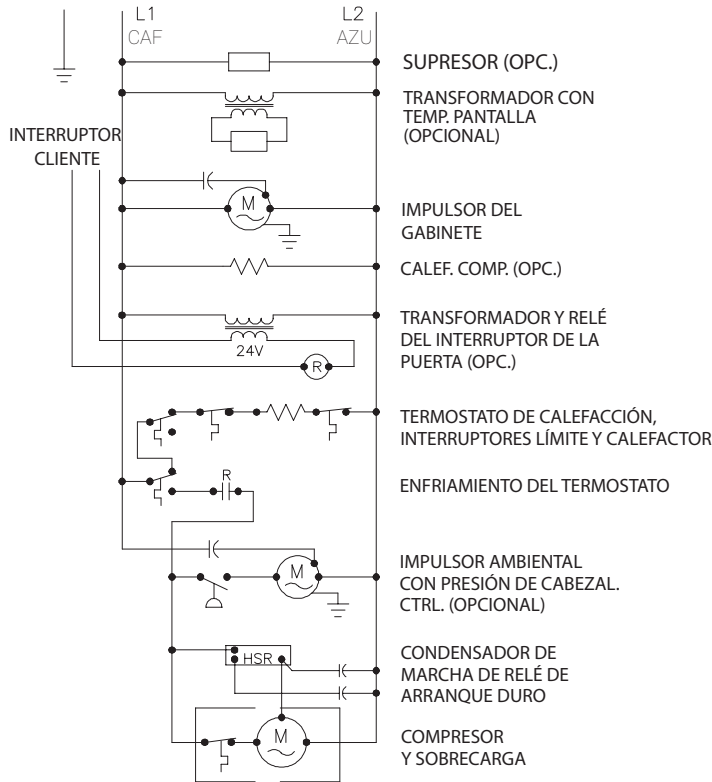 L1
CAF
L2
AZU
SUPRESOR (OPC.)
TRANSFORMADOR CON
TEMP. PANTALLA
(OPCIONAL)
INTERRUPTOR
CLIENTE
M
IMPULSOR DEL
GABINETE
CALEF. COMP. (OPC.)
24V
R
TRANSFORMADOR Y RELÉ
DEL INTERRUPTOR DE LA
PUERTA (OPC.)
TERMOSTATO DE CALEFACCIÓN,
INTERRUPTORES LÍMITE Y CALEFACTOR
R
ENFRIAMIENTO DEL TERMOSTATO
M
IMPULSOR AMBIENTAL
CON PRESIÓN DE CABEZAL.
CTRL. (OPCIONAL)
HSR
CONDENSADOR DE
MARCHA DE RELÉ DE
ARRANQUE DURO
M
COMPRESOR
Y SOBRECARGA